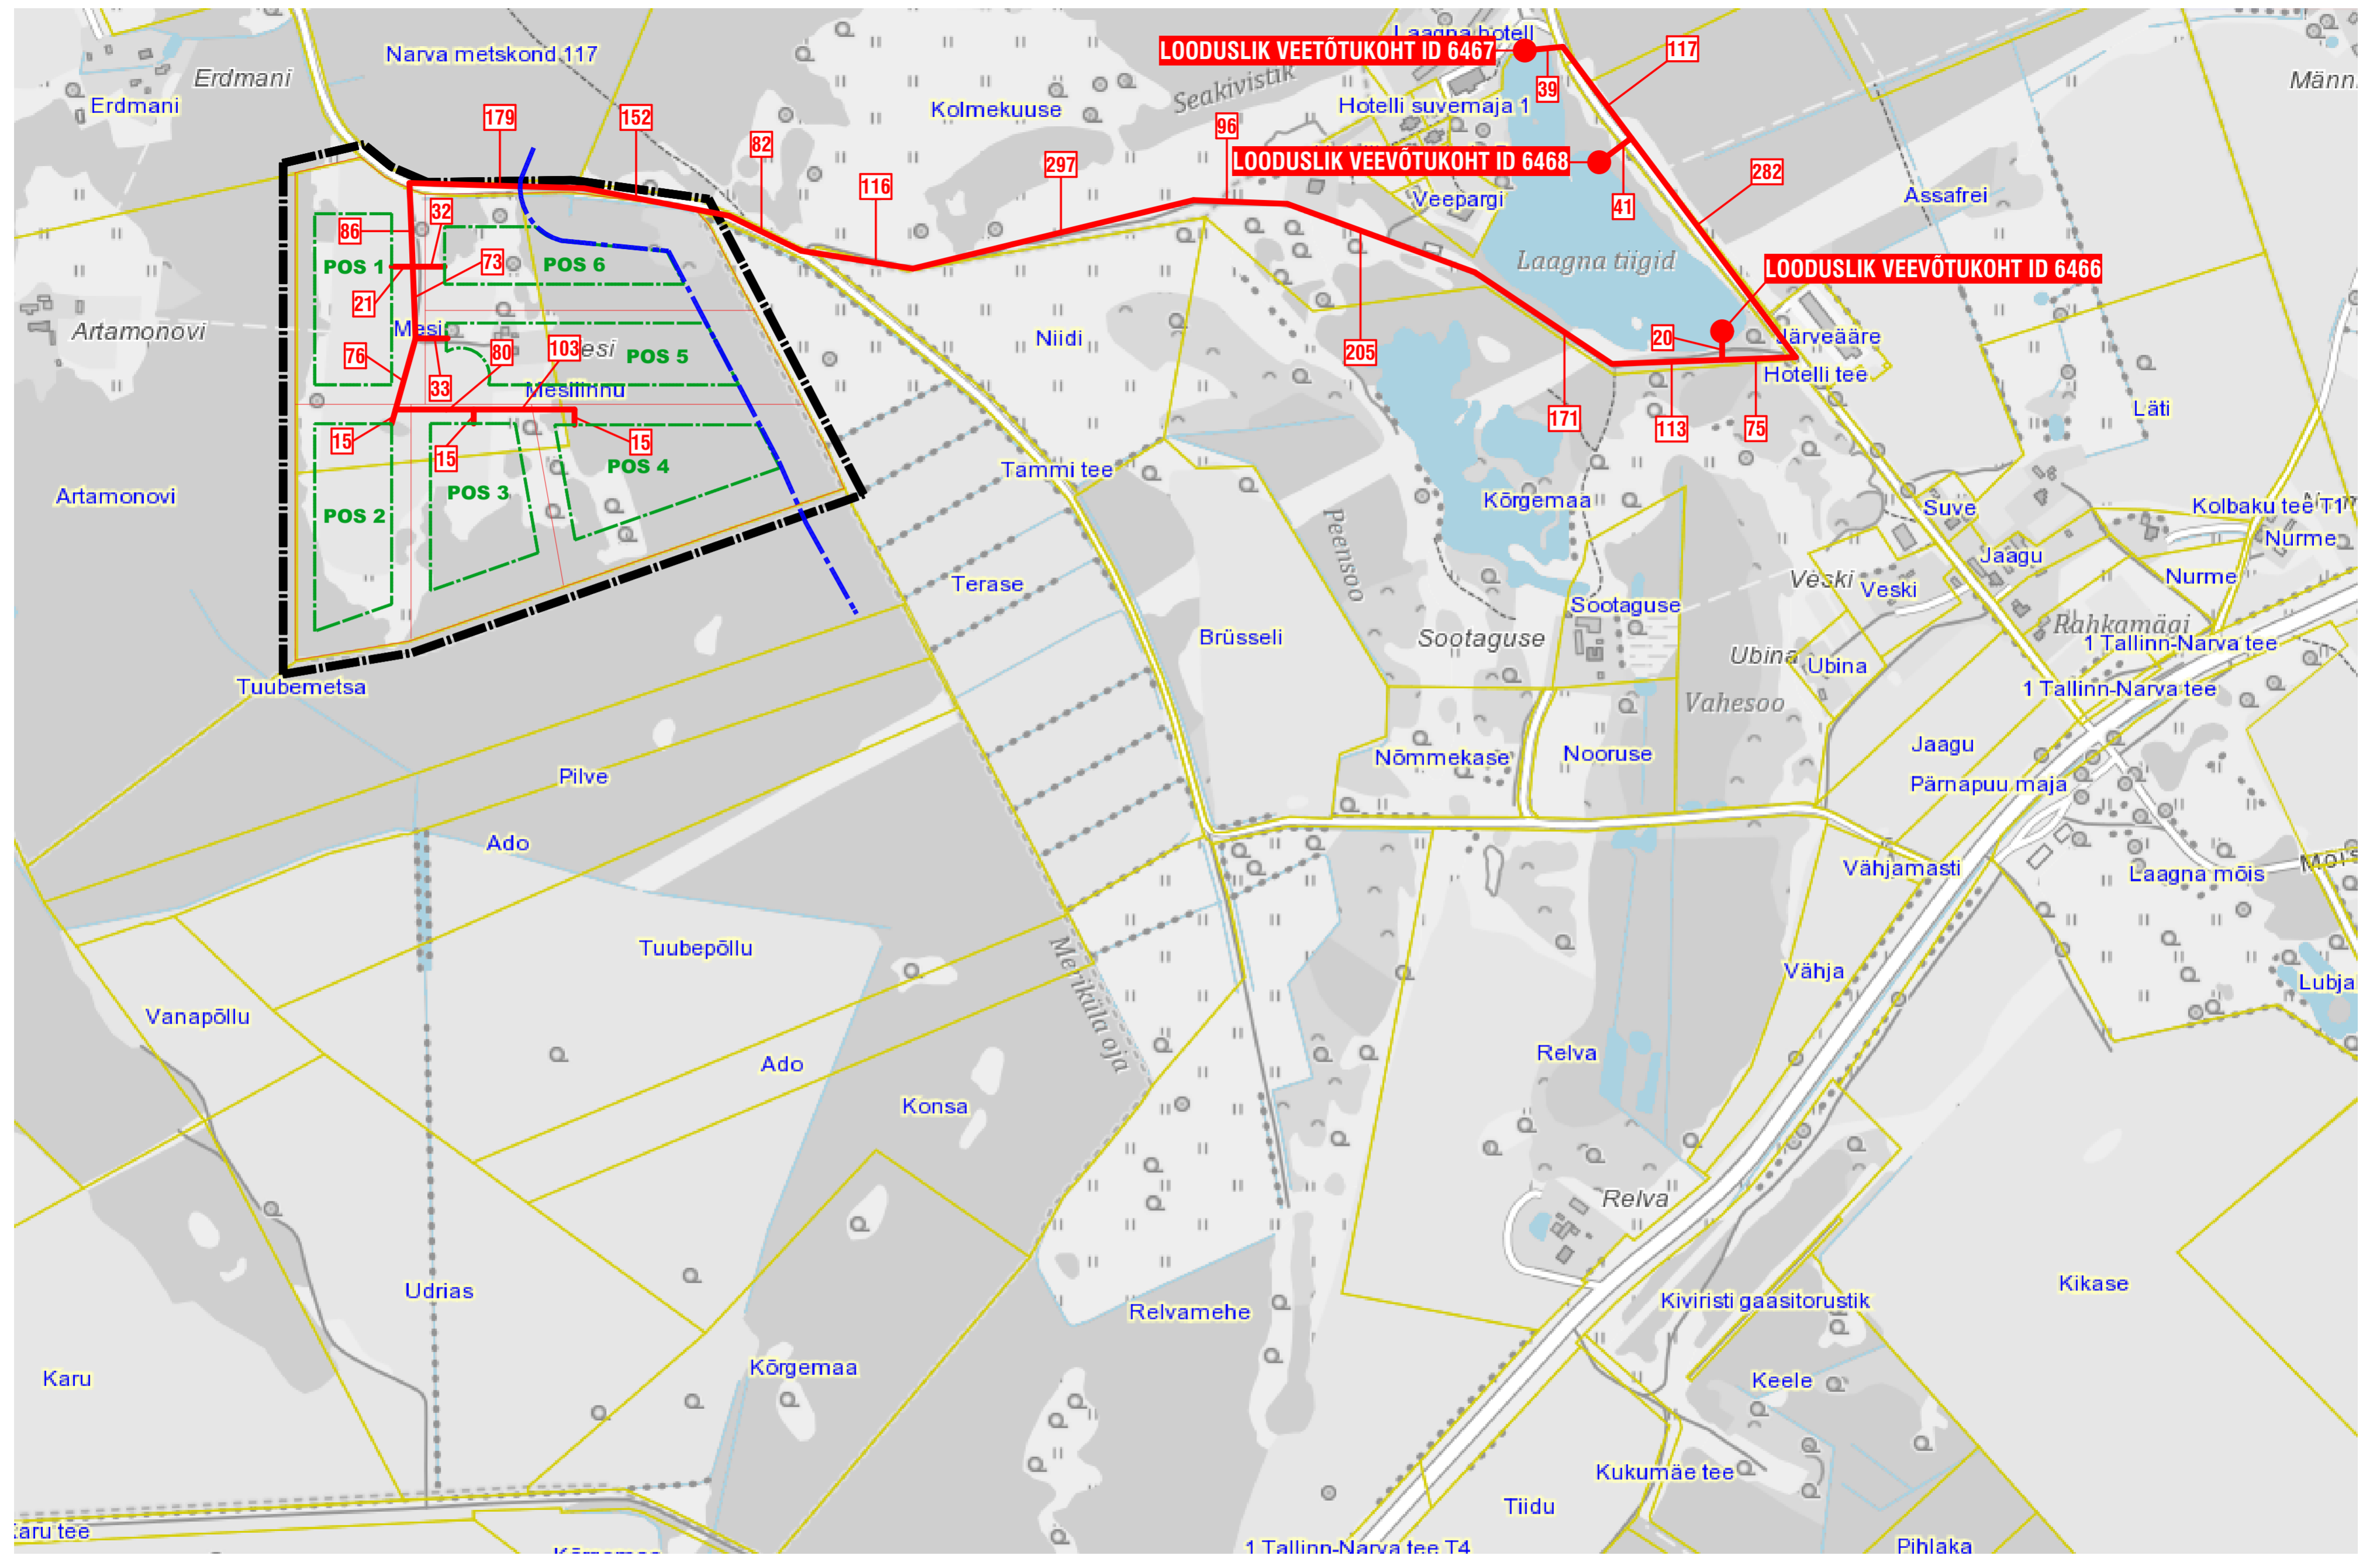 Laagna hotell
LOODUSLIK VEETÕTUKOHT ID 6467
117
Narva metskond 117
Erdmani
Seakivistik
39
Männ
Erdmani
Kolmekuuse
Hotelli suvemaja 1
179
152
96
82
LOODUSLIK VEEVÕTUKOHT ID 6468
297
282
116
Assafrei
Veepargi
41
32
86
POS 1
73
POS 6
Laagna tiigid
LOODUSLIK VEEVÕTUKOHT ID 6466
21
Artamonovi
Mesi
Niidi
20
Järveääre
76
80
103
esi
POS 5
205
33
Mesilinnu
Hotelli tee
Läti
171
113
75
15
15
15
POS 4
Tammi tee
POS 3
Artamonovi
POS 2
Kõrgemaa
Suve
Kolbaku tee T1
Nurme
Peensoo
Jaagu
Terase
Veski
Veski
Nurme
Sootaguse
Brüsseli
Sootaguse
Rahkamägi
1 Tallinn-Narva tee
Ubina
Ubina
Tuubemetsa
1 Tallinn-Narva tee
Vahesoo
Jaagu
Nõmmekase
Nooruse
Pilve
Pärnapuu maja
Ado
Vähjamasti
Laagna mõis
Mõis
Tuubepõllu
Vähja
Lubja
Meriküla oja
Vanapõllu
Ado
Relva
Konsa
Relva
Udrias
Relvamehe
Kiviristi gaasitorustik
Kikase
Karu
Kõrgemaa
Keele
Kukumäe tee
Tiidu
Karu tee
Kõrgemaa
1 Tallinn-Narva tee T4
Pihlaka